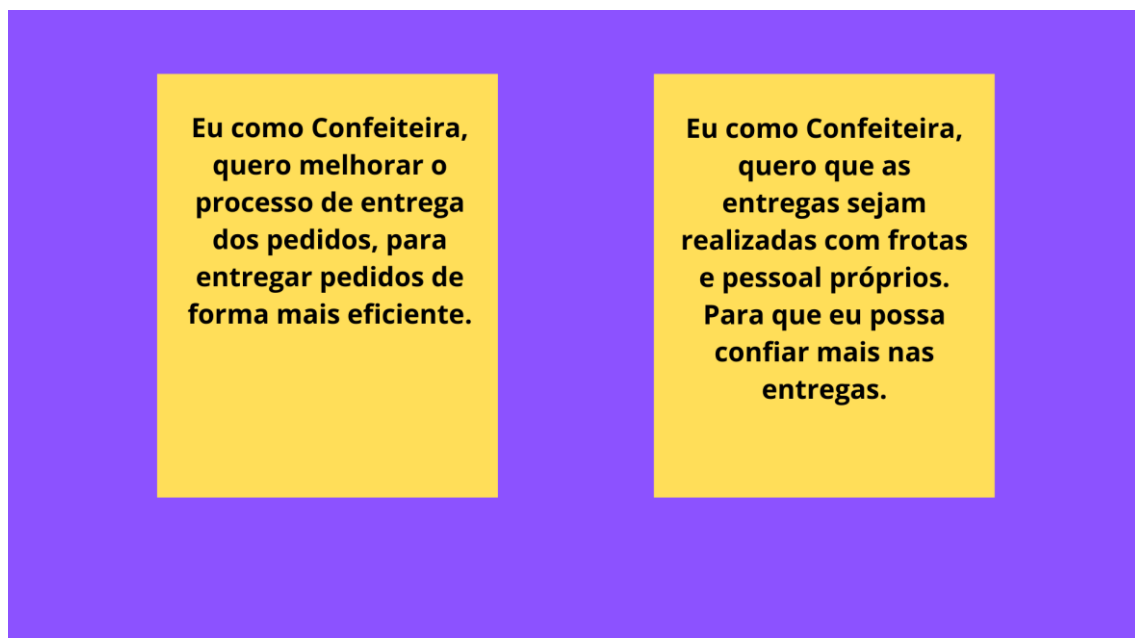 Eu como Confeiteira,
quero melhorar o
processo de entrega
dos pedidos, para
entregar pedidos de
forma mais eficiente.
Eu como Confeiteira,
quero que as
entregas sejam
realizadas com frotas
e pessoal próprios.
Para que eu possa
confiar mais nas
entregas.